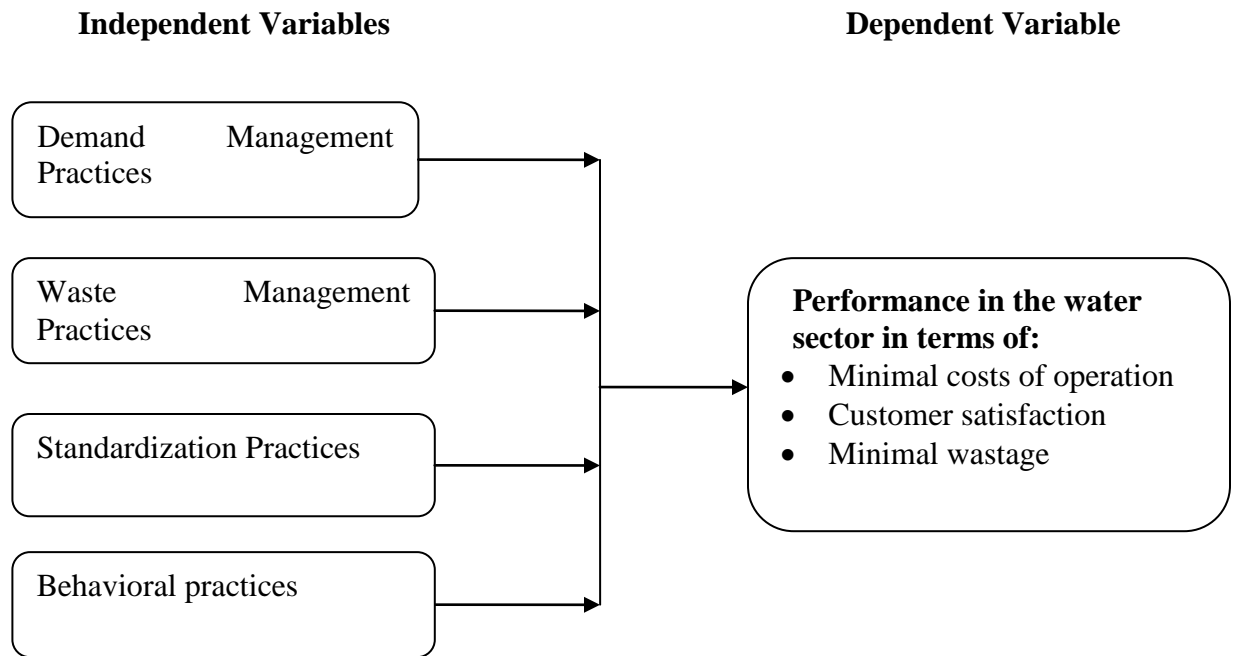 Independent Variables
Dependent Variable
Demand Management
Practices
Waste Management
Practices
Standardization Practices
Behavioral practices
Performance in the water
sector in terms of:
• Minimal costs of operation
• Customer satisfaction
• Minimal wastage